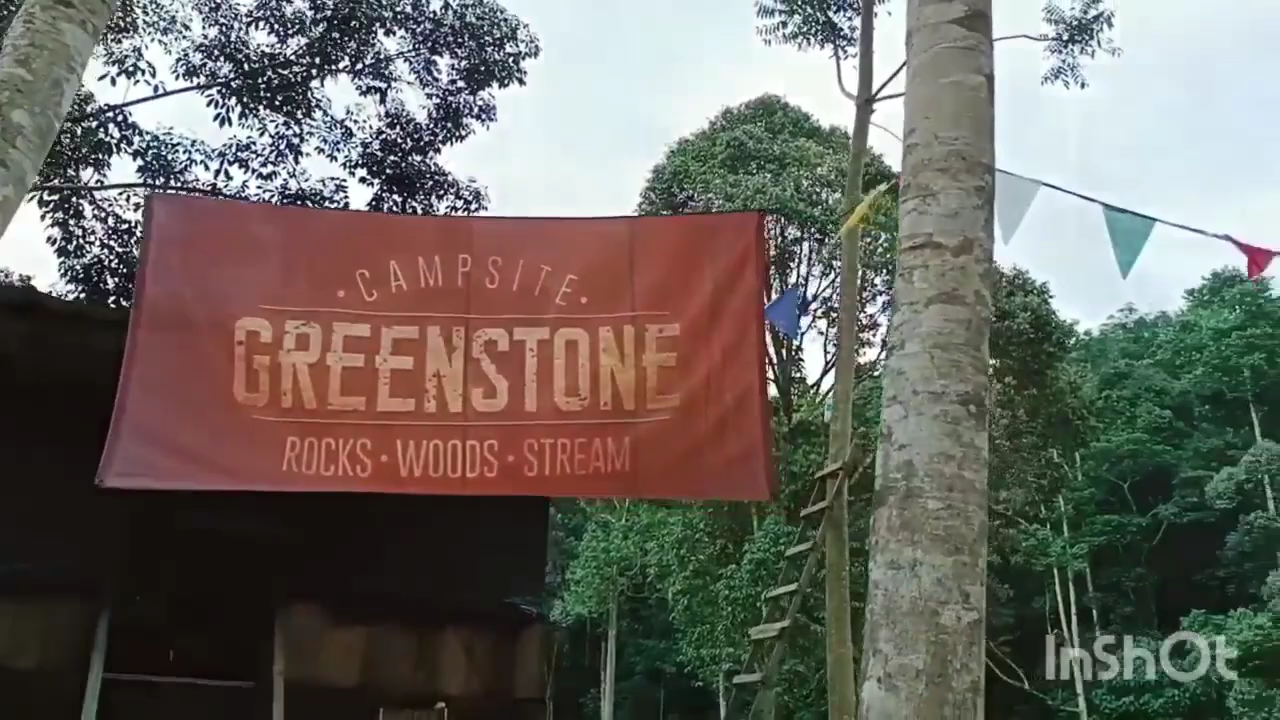 • CAMPSITE •
GREENSTONE
ROCKS • WOODS • STREAM
InShOt